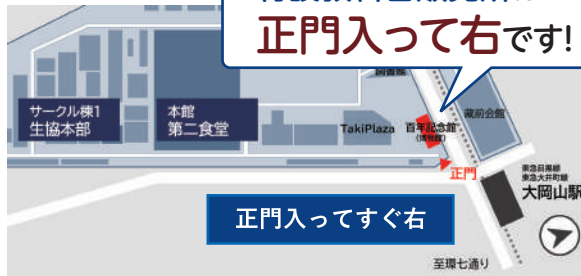 正門入って右です!
図書館
サークル棟1
生協本部
本館
第二食堂
TakiPlaza
百年記念館
(博物館)
蔵前会館
正門
東急目黒線
東急大井町線
大岡山駅
正門入ってすぐ右
至環七通り